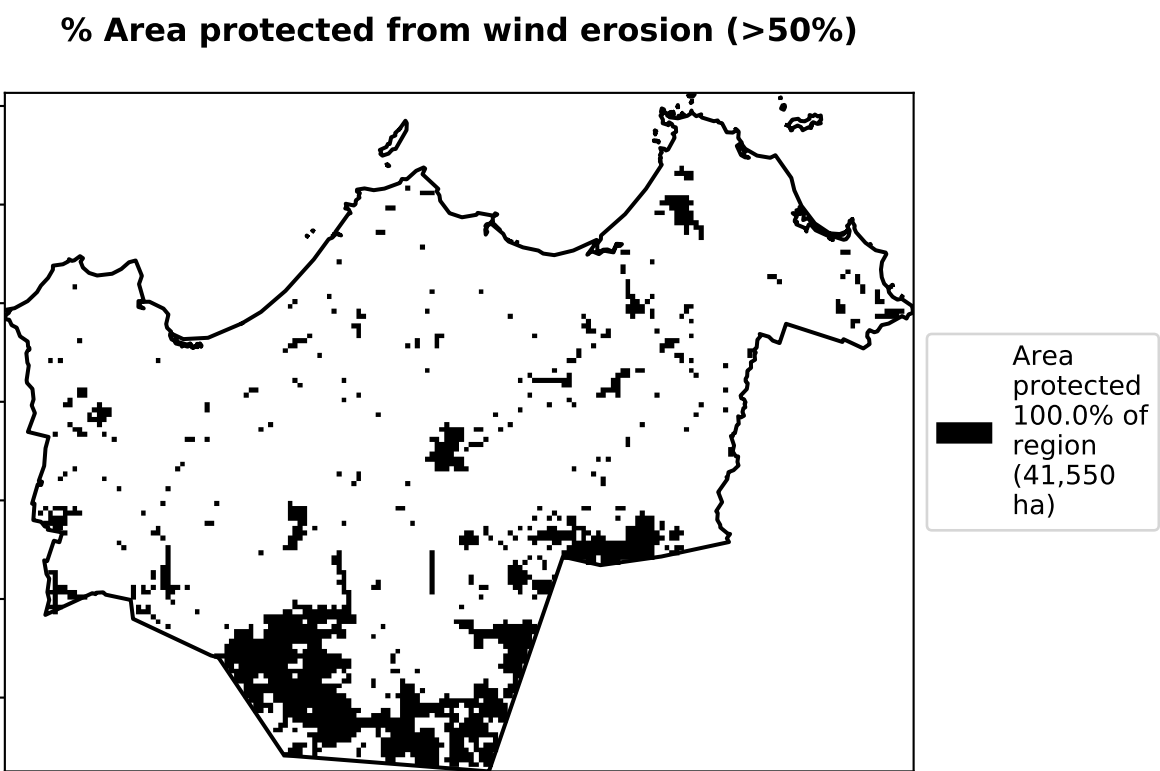 % Area protected from wind erosion (>50%)
Area
protected
100.0% of
region
(41,550
ha)